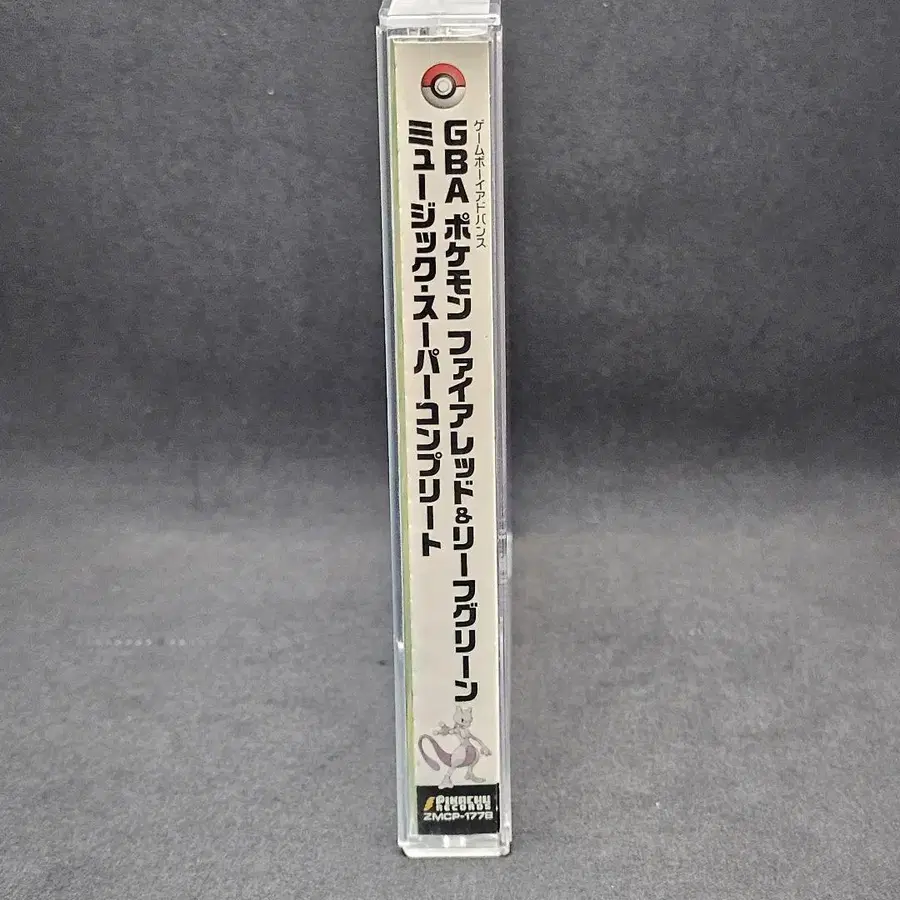 ゲームボーイアドバンス
GBA ポケモン ファイアレッド&リーフグリーン
ミュージック・スーパーコンプリート
PIKACHU
RECORDS
ZMCP-1778